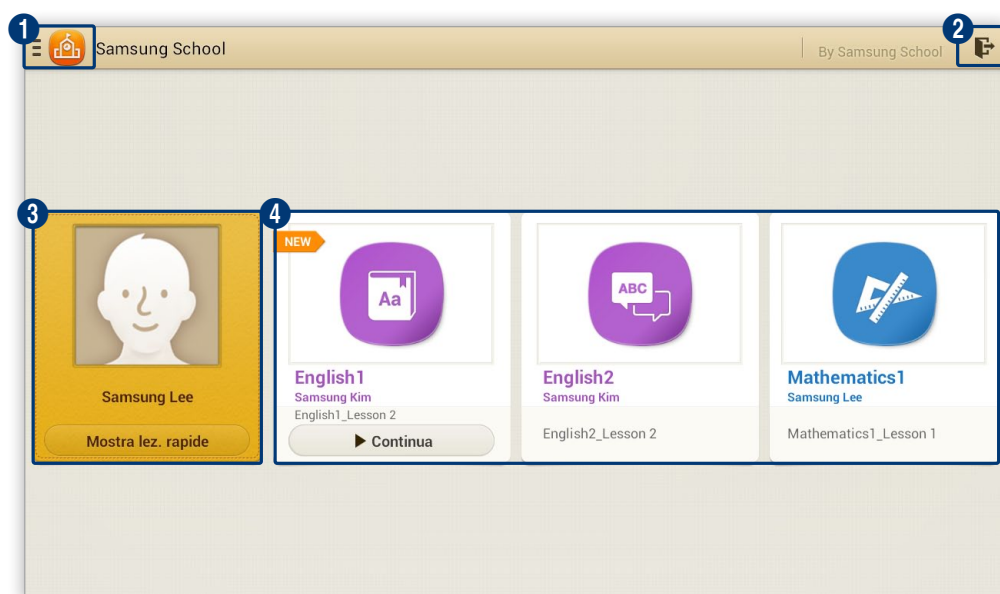 1
2
Samsung School
By Samsung School
3
Samsung Lee
Mostra lez. rapide
4
NEW
Aa
English1
Samsung Kim
English1_Lesson 2
Continua
ABC
English2
Samsung Kim
English2_Lesson 2
Mathematics1
Samsung Lee
Mathematics1_Lesson 1